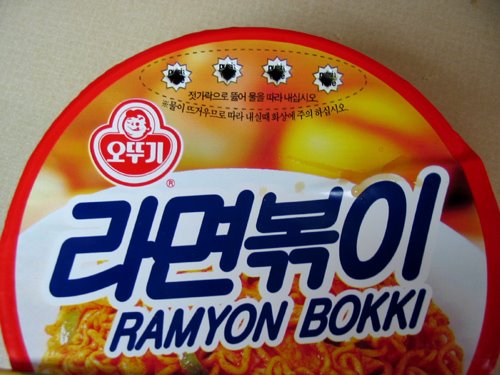 젓가락으로 뚫어 물을 따라 내십시오.
※물이 뜨거우므로 따라 내실때 화상에 주의 하십시오.
오뚜기
®
라면볶이
RAMYON BOKKI